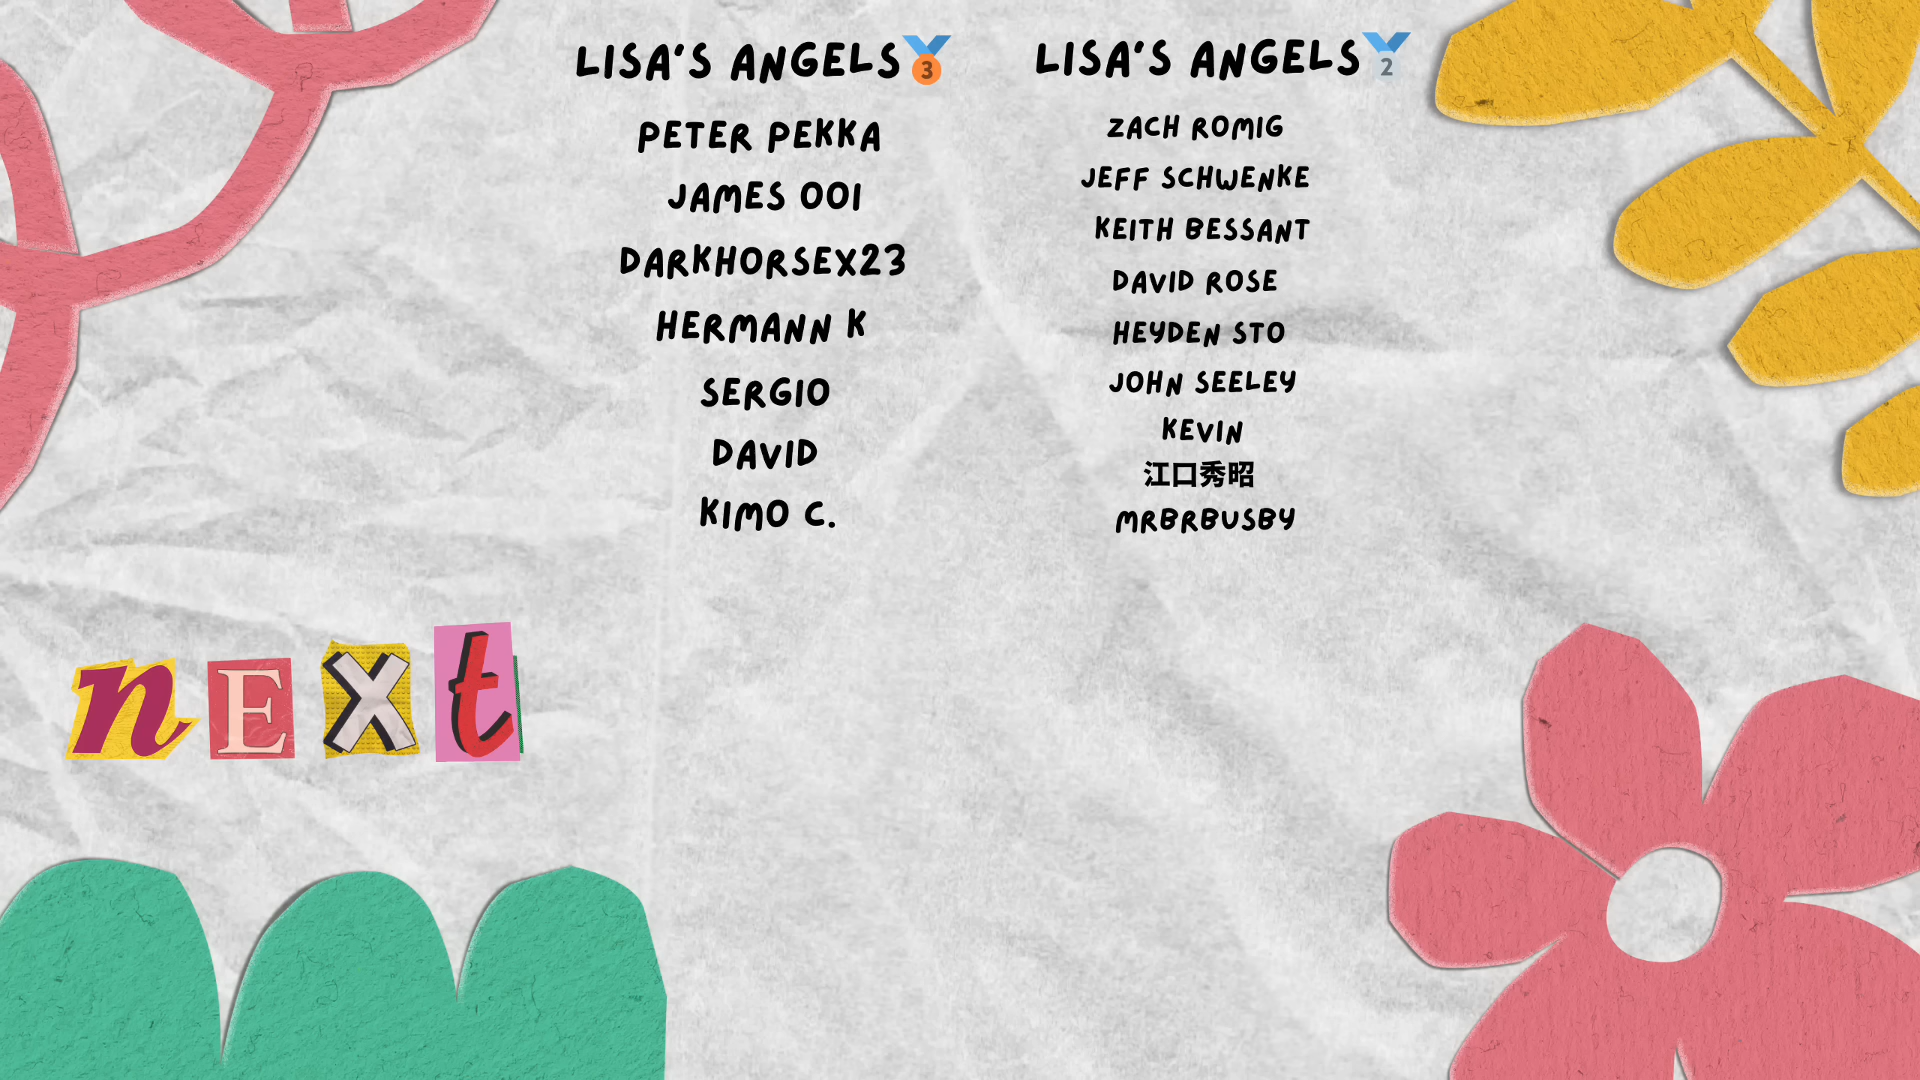 LISA'S ANGELS🥉
PETER PEKKA
JAMES OOI
DARKHORSEX23
HERMANN K
SERGIO
DAVID
KIMO C.
LISA'S ANGELS🥈
ZACH ROMIG
JEFF SCHWENKE
KEITH BESSANT
DAVID ROSE
HEYDEN STO
JOHN SEELEY
KEVIN
江口秀昭
MRBRBUSBY
nEXt